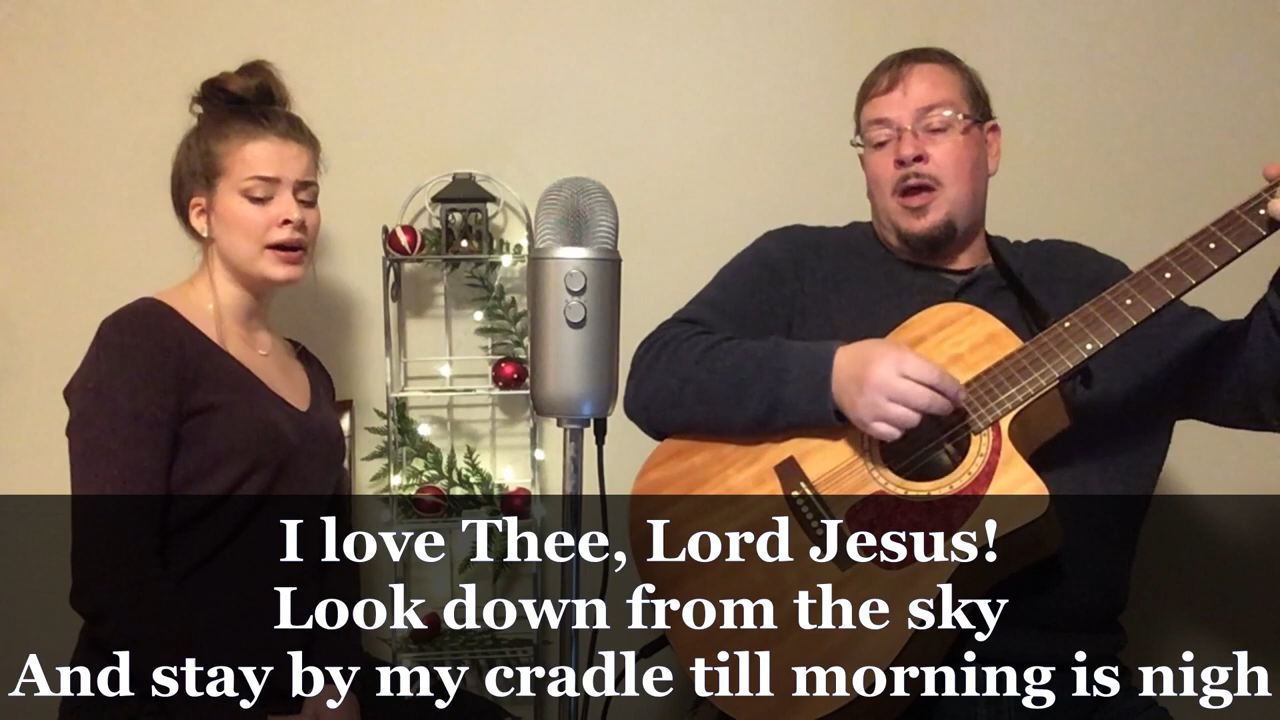 I love Thee, Lord Jesus!
Look down from the sky
And stay by my cradle till morning is nigh